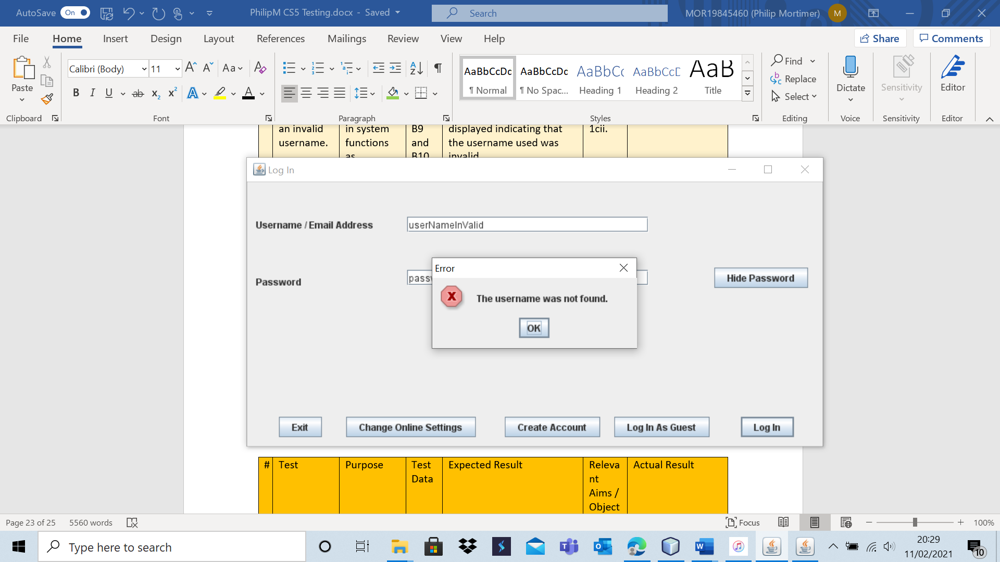 AutoSave On PhilipM CS5 Testing.docx - Saved Search MOR19845460 (Philip Mortimer) M
File Home Insert Design Layout References Mailings Review View Help Share Comments
Calibri (Body) 11 Aa AaBbCcDc AaBbCcDc AaBbCc AaBbCcD AaB Find
Paste Replace Dictate Sensitivity Editor
B I U ab x2 x2 A A ¶ Normal ¶ No Spac... Heading 1 Heading 2 Title Select
Clipboard Font Paragraph Styles Editing Voice Sensitivity Editor
an invalid in system B9 displayed indicating that 1cii.
username. functions and the username used was
as B10 invalid
Log In
Username / Email Address userNameInValid
Error
Password passw Hide Password
X The username was not found.
OK
Exit Change Online Settings Create Account Log In As Guest Log In
# Test Purpose Test Expected Result Releva Actual Result
Data nt
Aims /
Object
Page 23 of 25 5560 words Focus 100%
Type here to search 20:29
11/02/2021 10